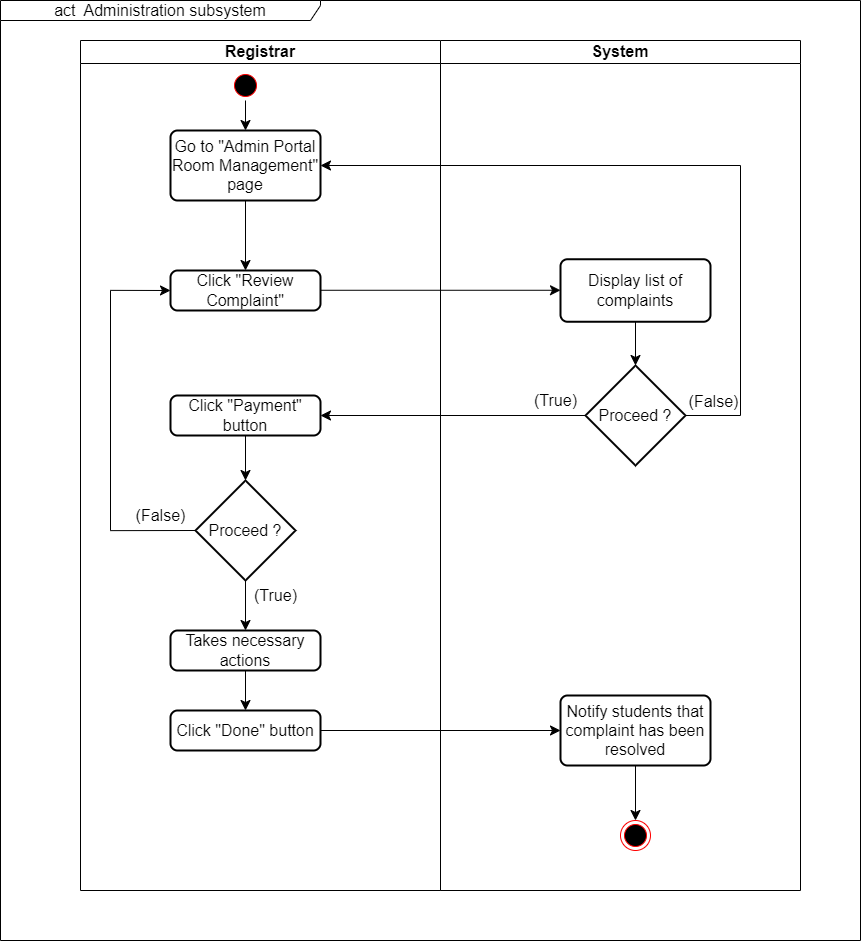 act  Administration subsystem
Registrar
System
Go to "Admin Portal
Room Management"
page
Click "Review
Complaint"
Display list of
complaints
(True)
Proceed ?
(False)
Click "Payment"
button
(False)
Proceed ?
(True)
Takes necessary
actions
Click "Done" button
Notify students that
complaint has been
resolved